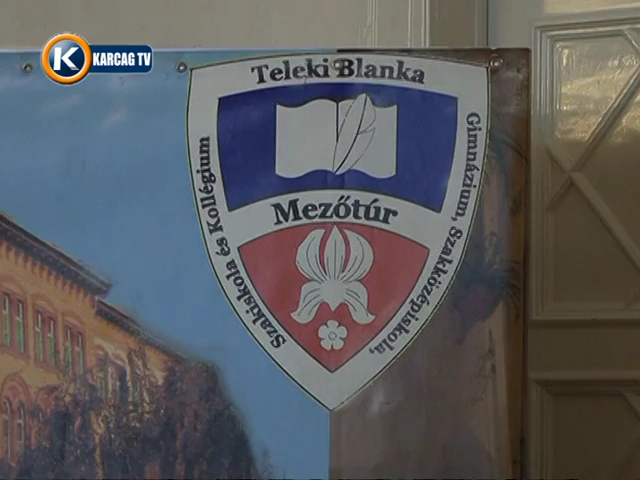 K KARCAG TV
Teleki Blanka
Gimnázium, Szakközépiskola,
Szakiskola és Kollégium
Mezőtúr